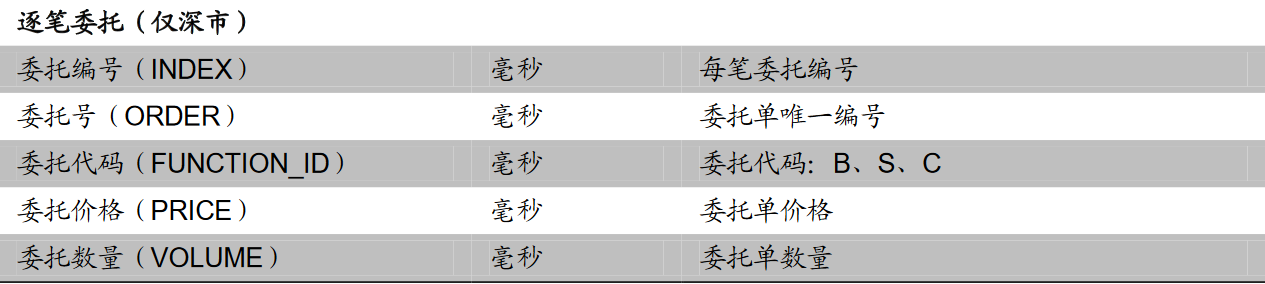 逐笔委托（仅深市）
委托编号（INDEX） 毫秒 每笔委托编号
委托号（ORDER） 毫秒 委托单唯一编号
委托代码（FUNCTION_ID） 毫秒 委托代码：B、S、C
委托价格（PRICE） 毫秒 委托单价格
委托数量（VOLUME） 毫秒 委托单数量